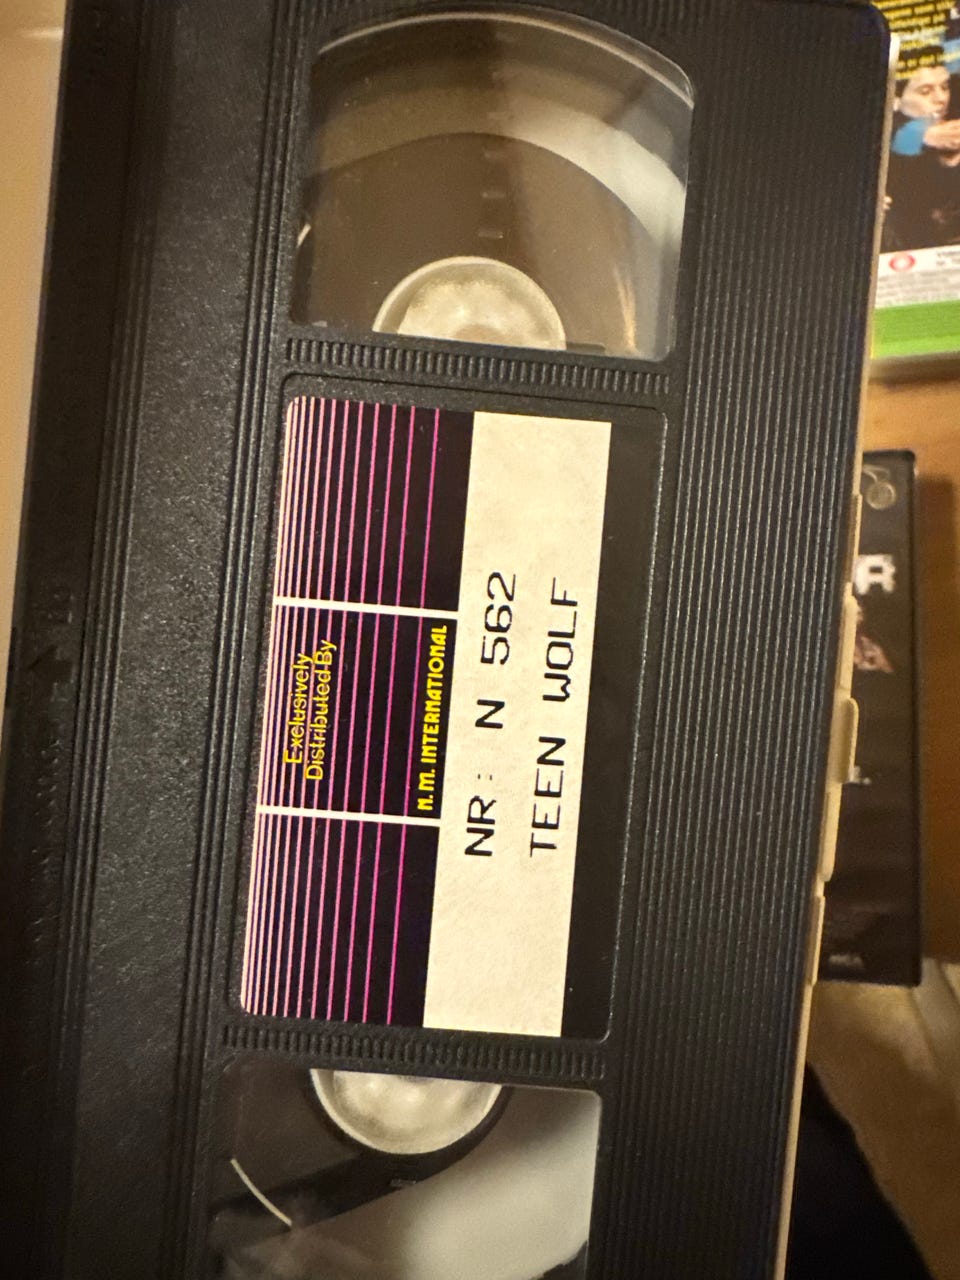 Exclusively
Distributed By
N.M. INTERNATIONAL
NR: N 562
TEEN WOLF